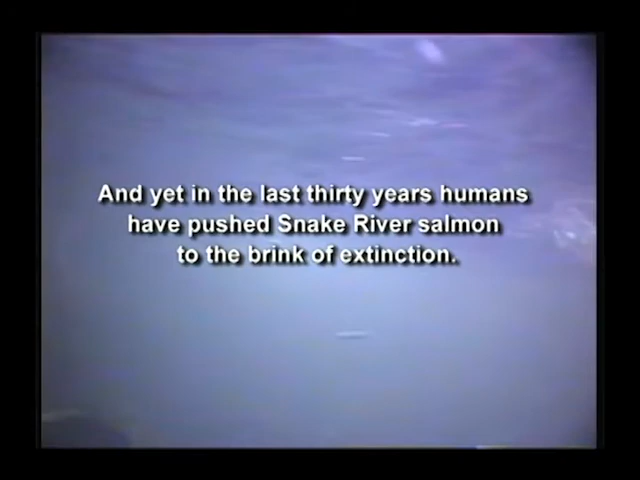 And yet in the last thirty years humans
have pushed Snake River salmon
to the brink of extinction.